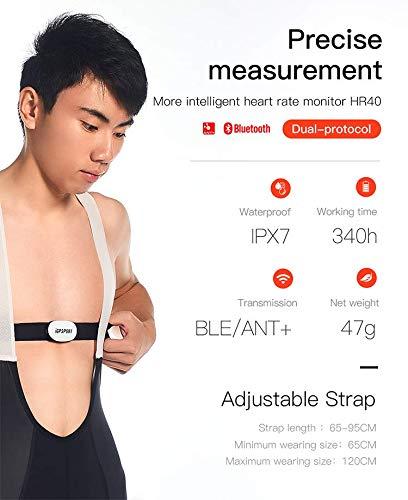 Precise
measurement
More intelligent heart rate monitor HR40
Bluetooth
Dual-protocol
Waterproof
Working time
IPX7
340h
Transmission
Net weight
BLE/ANT+
47g
iGPSPORT
Adjustable Strap
Strap length : 65-95CM
Minimum wearing size: 65CM
Maximum wearing size: 120CM